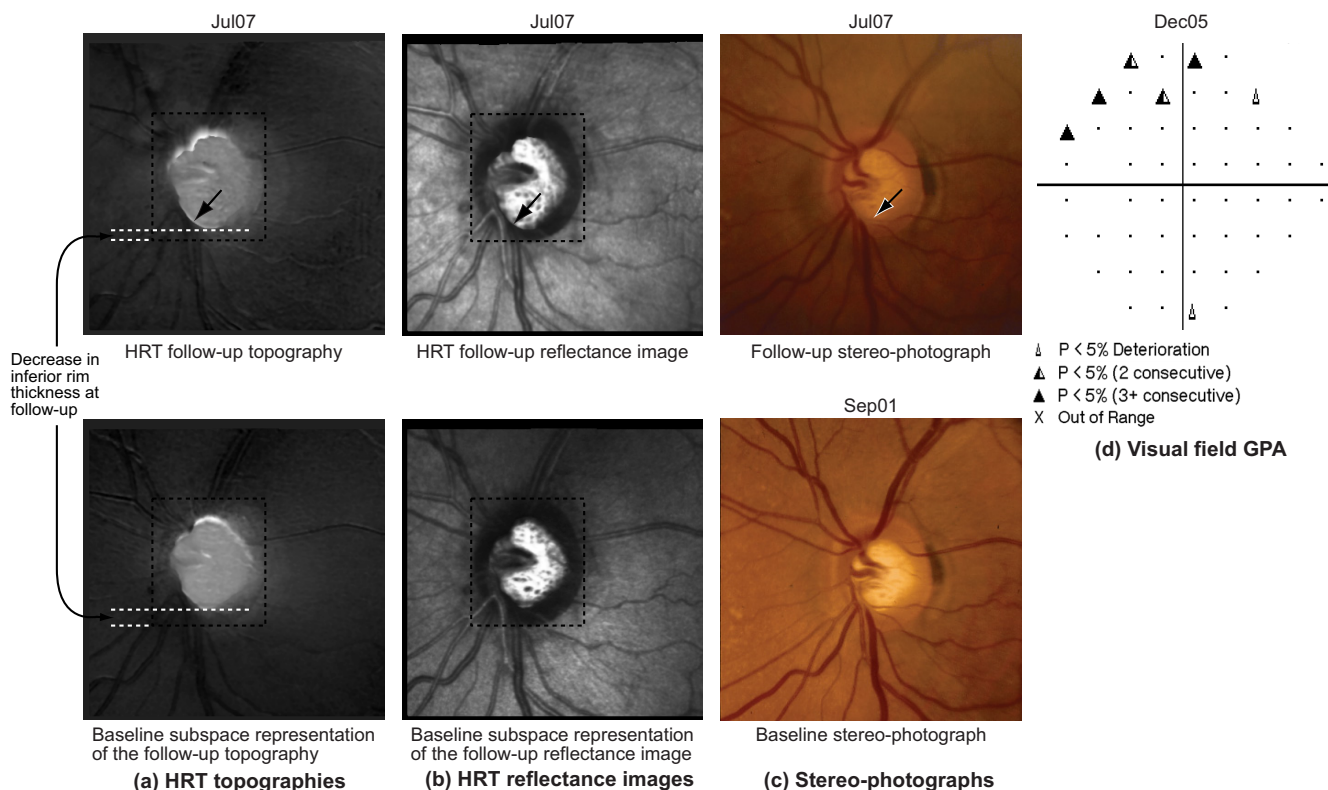 Jul07
Jul07
Jul07
Dec05
HRT follow-up topography
HRT follow-up reflectance image
Follow-up stereo-photograph
Decrease in
inferior rim
thickness at
follow-up
P < 5% Deterioration
P < 5% (2 consecutive)
P < 5% (3+ consecutive)
X Out of Range
(d) Visual field GPA
Sep01
Baseline subspace representation
of the follow-up topography
Baseline subspace representation
of the follow-up reflectance image
Baseline stereo-photograph
(a) HRT topographies
(b) HRT reflectance images
(c) Stereo-photographs